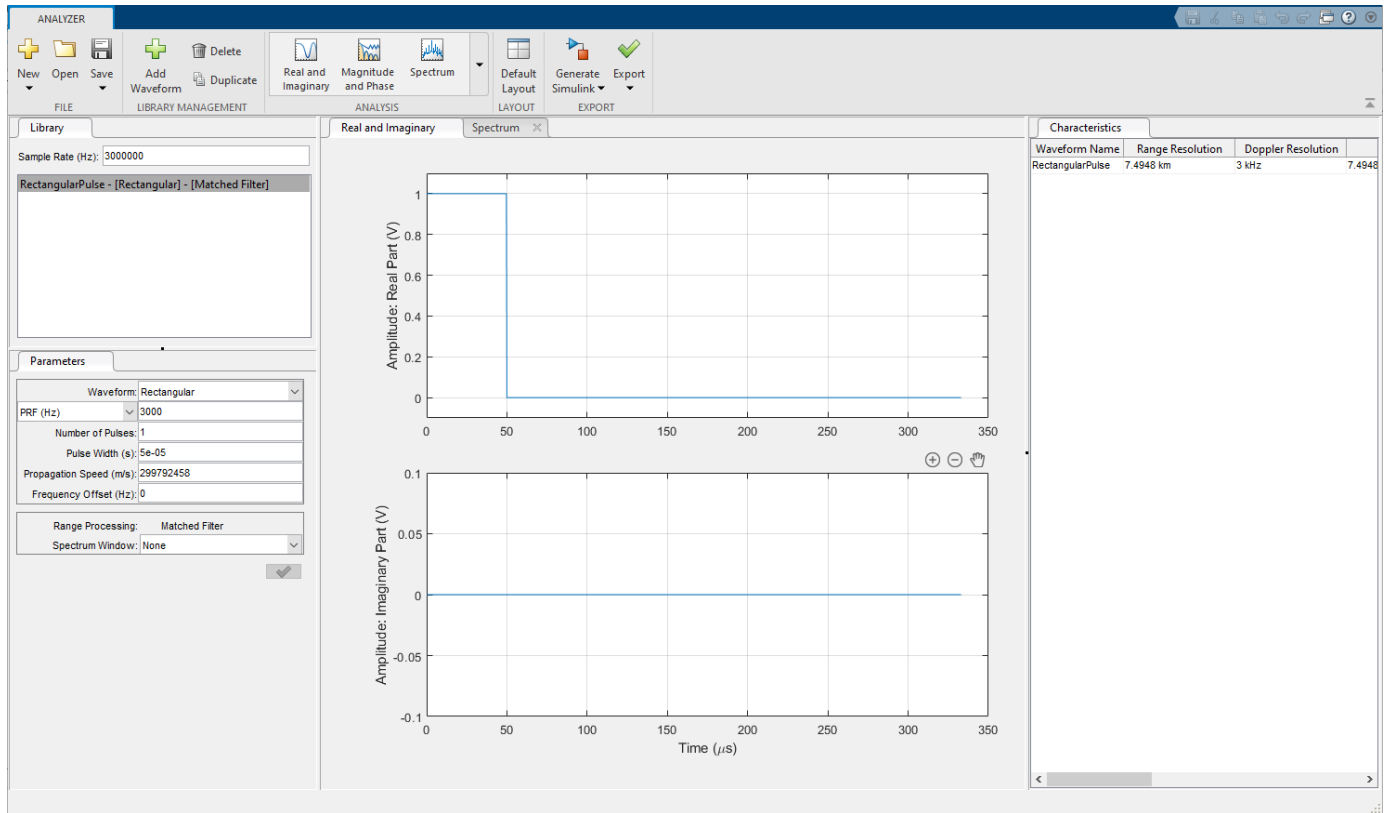 ANALYZER
New
Open
Save
Add
Waveform
Delete
Duplicate
Real and
Imaginary
Magnitude
and Phase
Spectrum
Default
Layout
Generate
Simulink
Export
FILE
LIBRARY MANAGEMENT
ANALYSIS
LAYOUT
EXPORT
Library
Sample Rate (Hz): 3000000
RectangularPulse - [Rectangular] - [Matched Filter]
Parameters
Waveform: Rectangular
PRF (Hz) 3000
Number of Pulses: 1
Pulse Width (s): 5e-05
Propagation Speed (m/s): 299792458
Frequency Offset (Hz): 0
Range Processing: Matched Filter
Spectrum Window: None
Real and Imaginary
Spectrum
Amplitude: Real Part (V)
1
0.8
0.6
0.4
0.2
0
0 50 100 150 200 250 300 350
Amplitude: Imaginary Part (V)
0.1
0.05
0
-0.05
-0.1
0 50 100 150 200 250 300 350
Time (μs)
Characteristics
Waveform Name Range Resolution Doppler Resolution
RectangularPulse 7.4948 km 3 kHz 7.4948